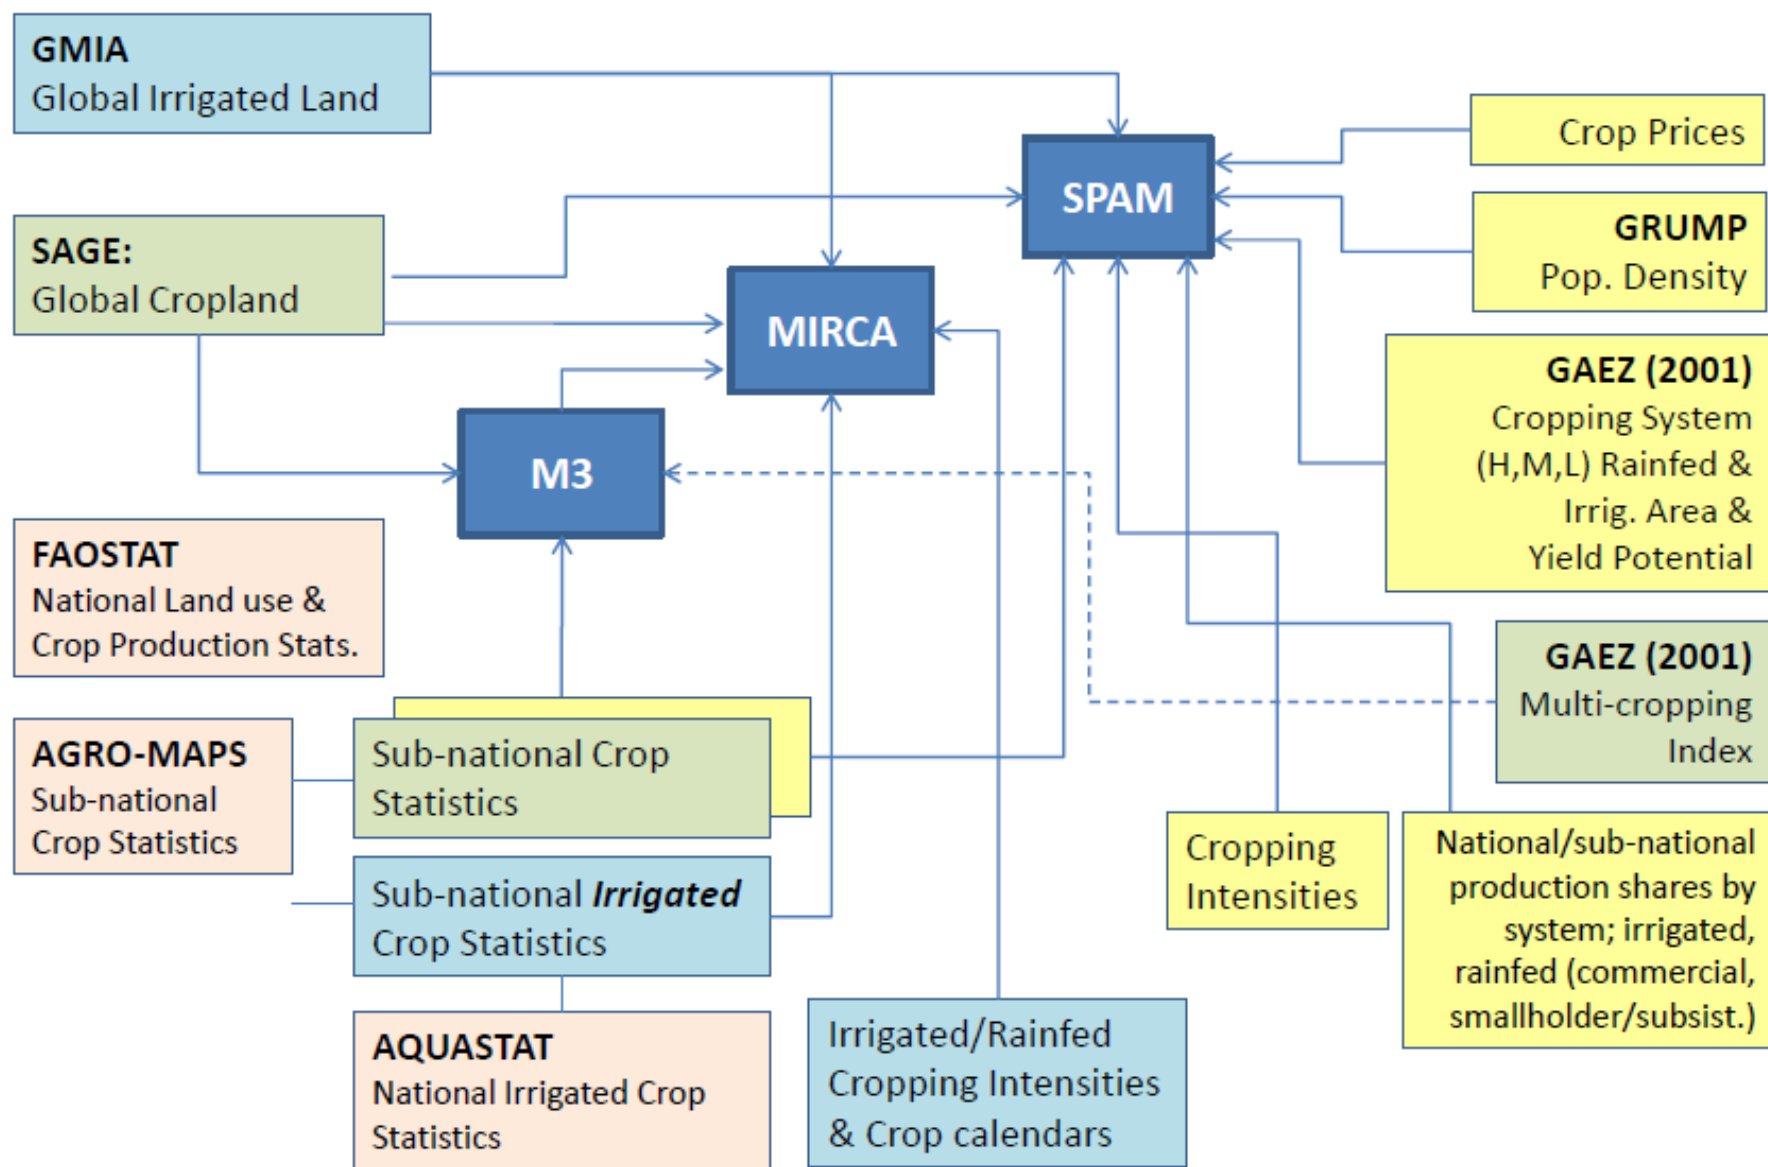 GMIA
Global Irrigated Land
SAGE:
Global Cropland
FAOSTAT
National Land use &
Crop Production Stats.
AGRO-MAPS
Sub-national
Crop Statistics
Sub-national Crop
Statistics
Sub-national Irrigated
Crop Statistics
AQUASTAT
National Irrigated Crop
Statistics
M3
MIRCA
SPAM
Irrigated/Rainfed
Cropping Intensities
& Crop calendars
Crop Prices
GRUMP
Pop. Density
GAEZ (2001)
Cropping System
(H,M,L) Rainfed &
Irrig. Area &
Yield Potential
GAEZ (2001)
Multi-cropping
Index
Cropping
Intensities
National/sub-national
production shares by
system; irrigated,
rainfed (commercial,
smallholder/subsist.)